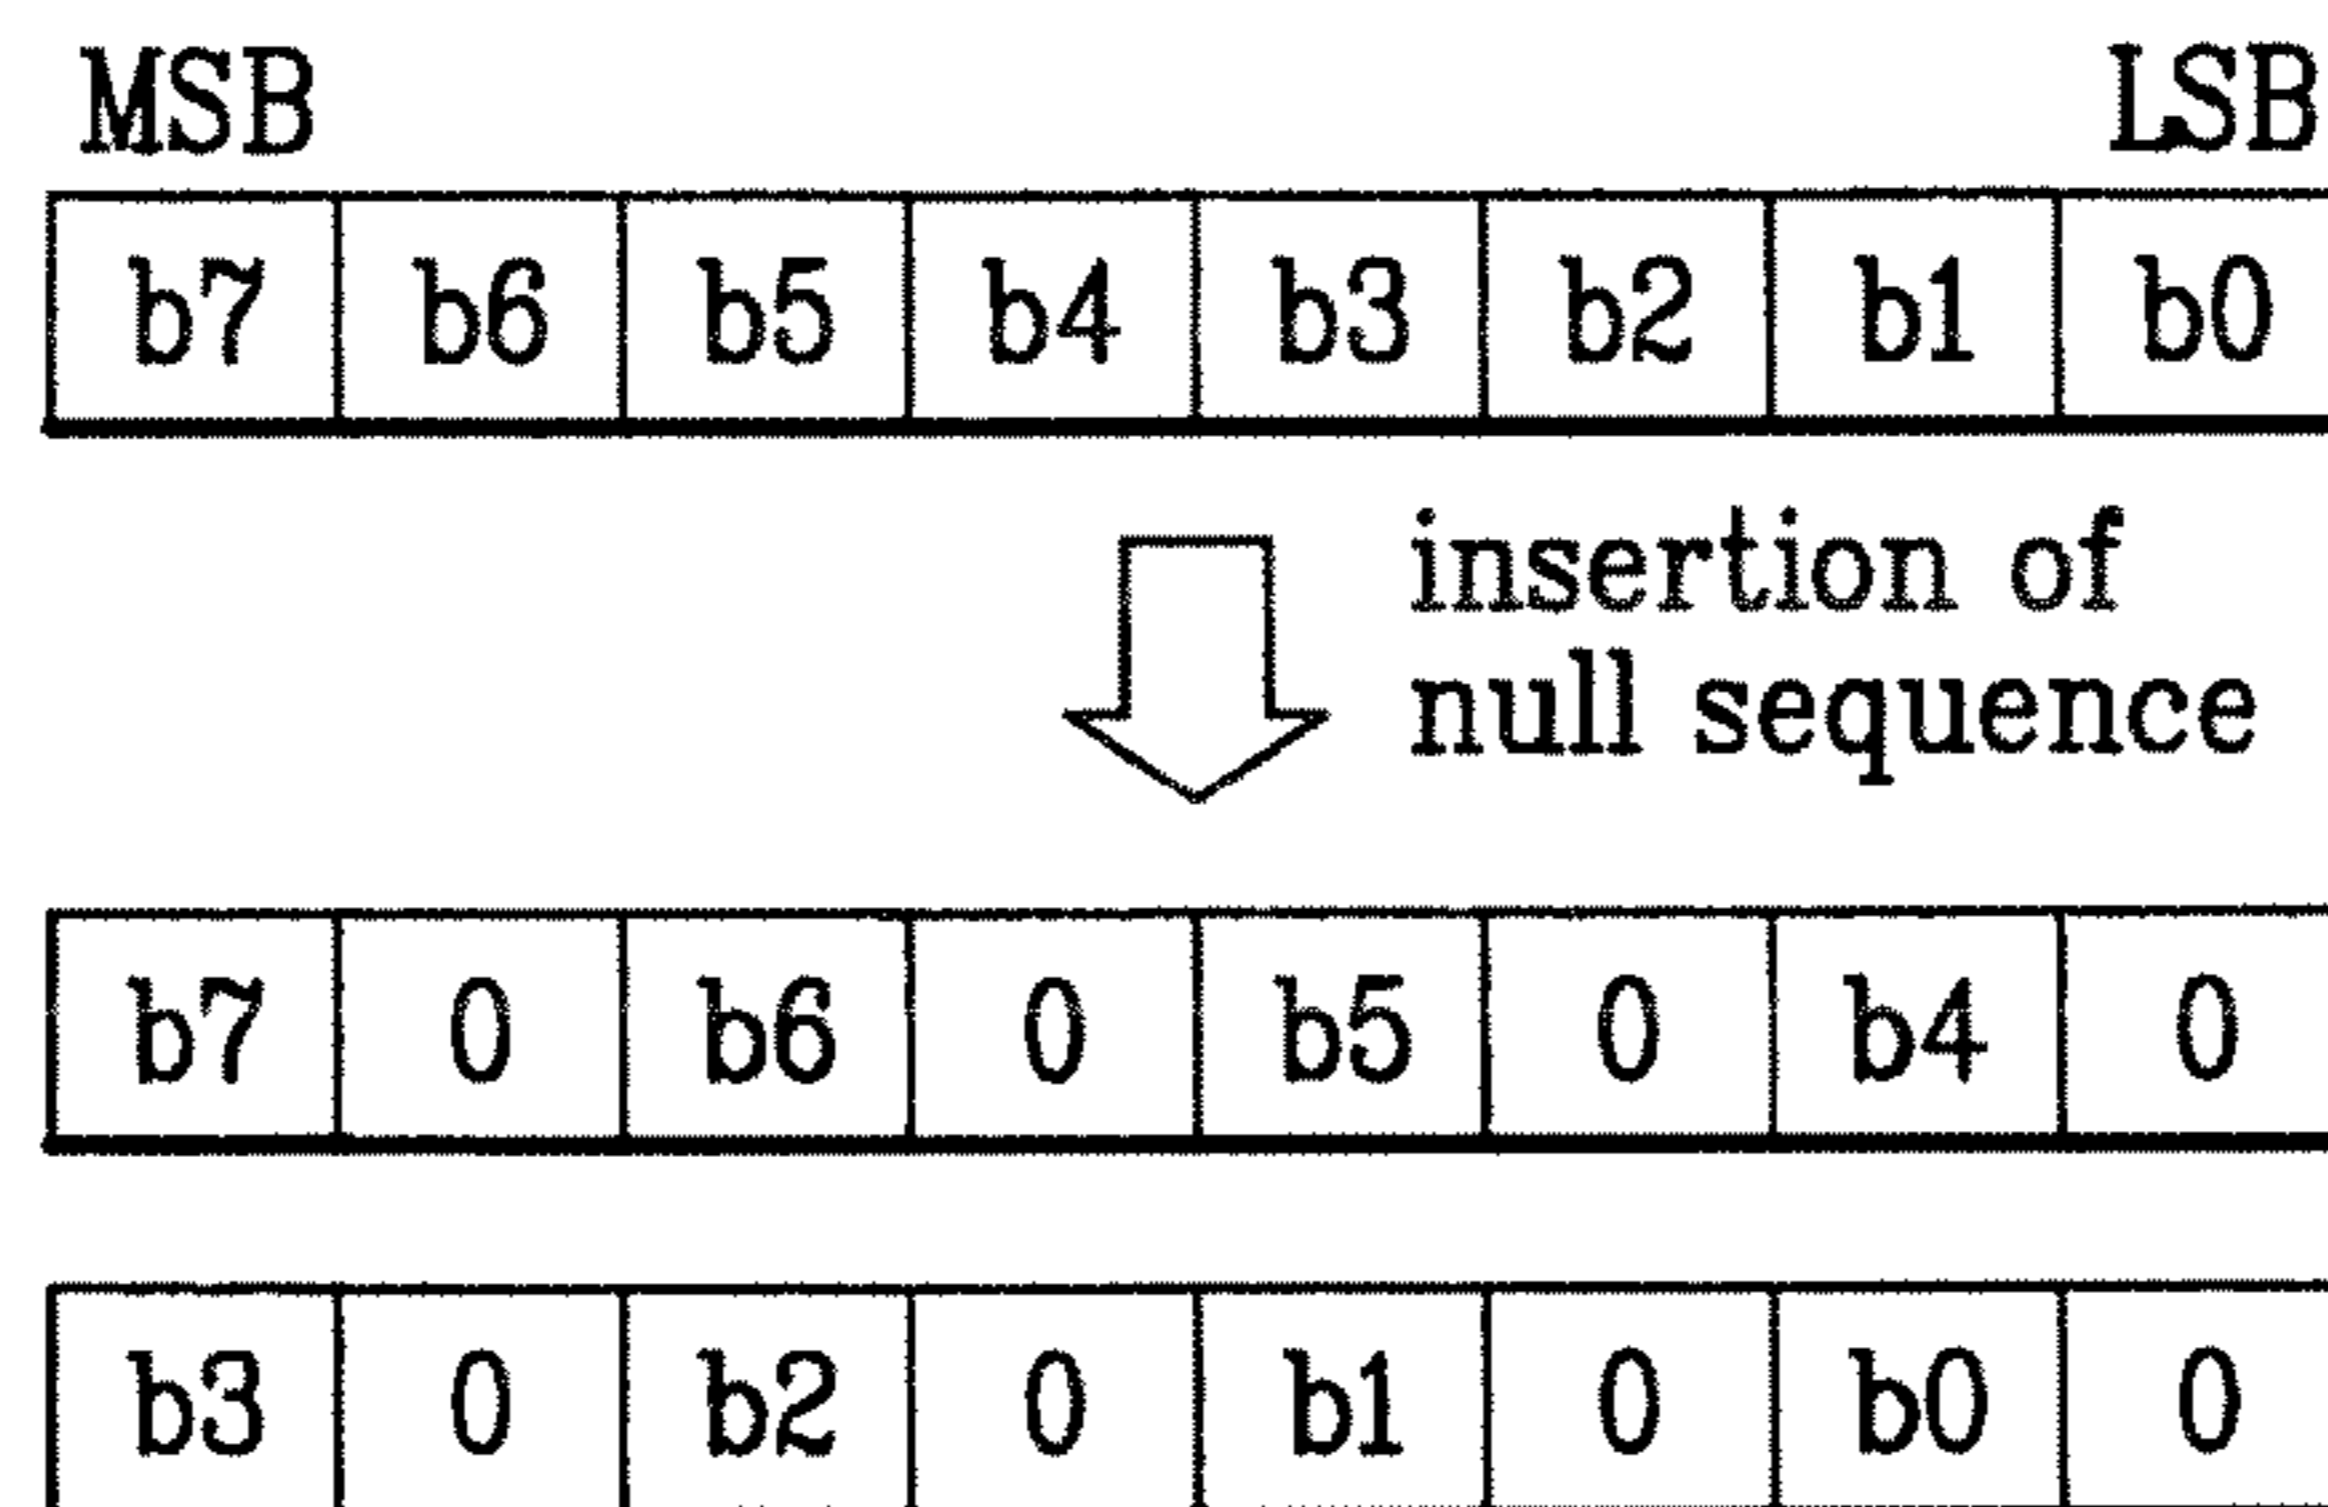 MSB LSB
b7 b6 b5 b4 b3 b2 b1 b0
insertion of
null sequence
b7 0 b6 0 b5 0 b4 0
b3 0 b2 0 b1 0 b0 0